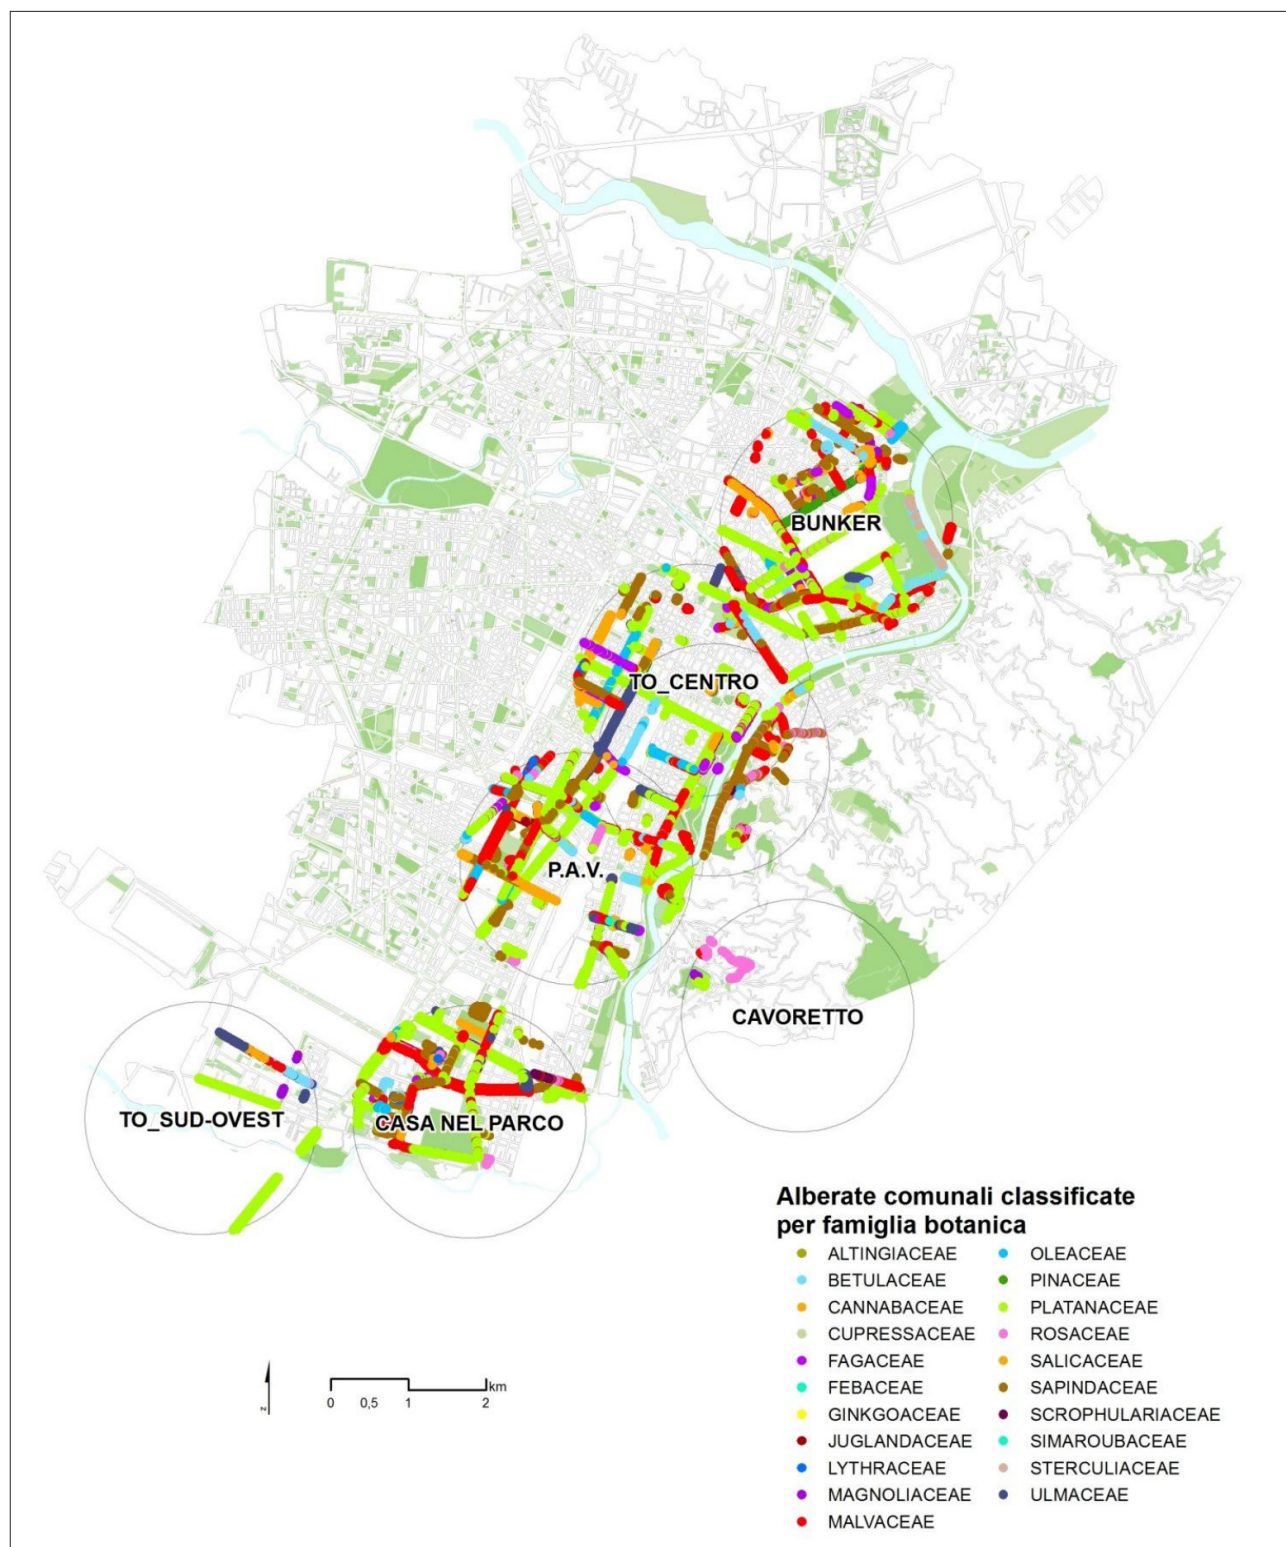 BUNKER
TO_CENTRO
P.A.V.
CAVORETTO
TO_SUD-OVEST
CASA NEL PARCO
Alberate comunali classificate
per famiglia botanica
ALTINGIACEAE
BETULACEAE
CANNABACEAE
CUPRESSACEAE
FAGACEAE
FEBACEAE
GINKGOACEAE
JUGLANDACEAE
LYTHRACEAE
MAGNOLIACEAE
MALVACEAE
OLEACEAE
PINACEAE
PLATANACEAE
ROSACEAE
SALICACEAE
SAPINDACEAE
SCROPHULARIACEAE
SIMAROUBACEAE
STERCULIACEAE
ULMACEAE
N
km
0 0,5 1 2